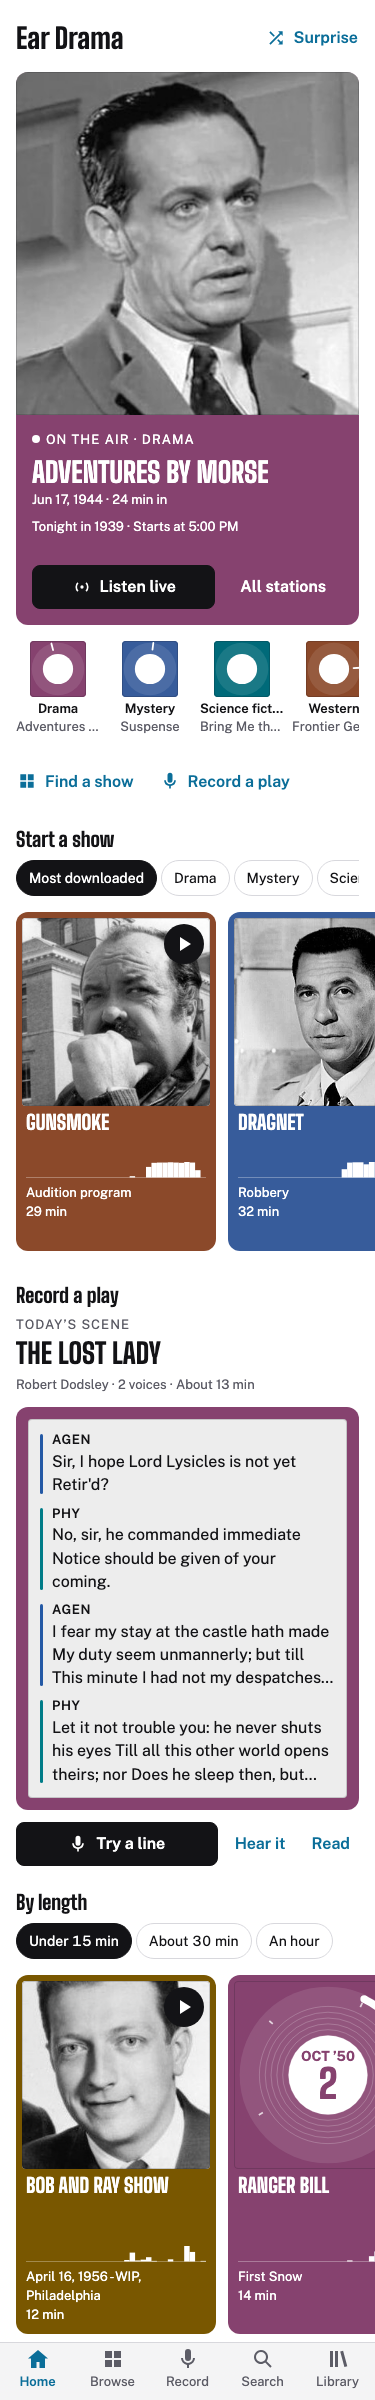 Ear Drama
Surprise
ON THE AIR · DRAMA
ADVENTURES BY MORSE
Jun 17, 1944 · 24 min in
Tonight in 1939 · Starts at 5:00 PM
Listen live
All stations
Drama
Adventures ...
Mystery
Suspense
Science fict...
Bring Me th...
Western
Frontier Ge
Find a show
Record a play
Start a show
Most downloaded
Drama
Mystery
Scien
GUNSMOKE
Audition program
29 min
DRAGNET
Robbery
32 min
Record a play
TODAY'S SCENE
THE LOST LADY
Robert Dodsley · 2 voices · About 13 min
AGEN
Sir, I hope Lord Lysicles is not yet
Retir'd?
PHY
No, sir, he commanded immediate
Notice should be given of your
coming.
AGEN
I fear my stay at the castle hath made
My duty seem unmannerly; but till
This minute I had not my despatches...
PHY
Let it not trouble you: he never shuts
his eyes Till all this other world opens
theirs; nor Does he sleep then, but...
Try a line
Hear it
Read
By length
Under 15 min
About 30 min
An hour
BOB AND RAY SHOW
April 16, 1956 - WIP,
Philadelphia
12 min
OCT '50
2
RANGER BILL
First Snow
14 min
Home
Browse
Record
Search
Library